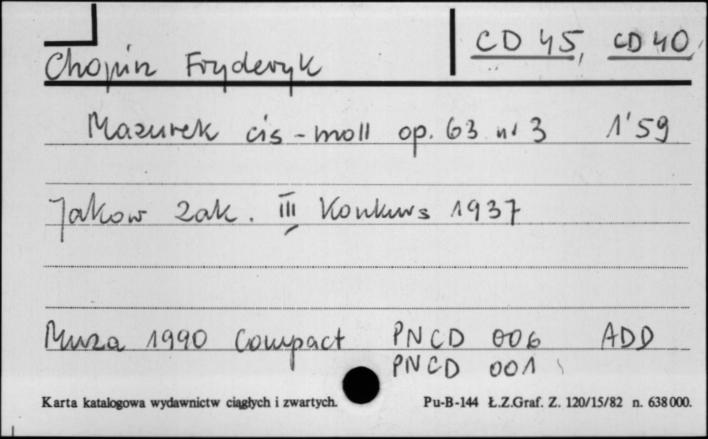 CD 45, CD 40,
Chopin Fryderyk
Mazurek cis-moll op. 63 nr 3 1'59
Jakow Zak. III Konkurs 1937
Muza 1990 Compact PNCD 006 ADD
PNCD 001
Karta katalogowa wydawnictw ciągłych i zwartych. Pu-B-144 Ł.Z.Graf. Z. 120/15/82 n. 638 000.